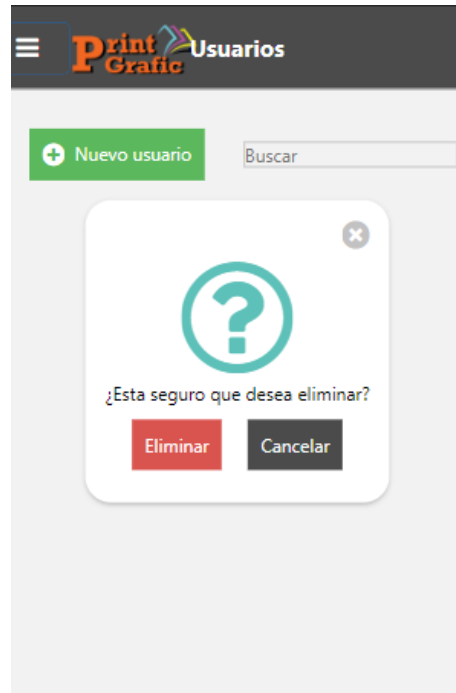 Print
Grafic
Usuarios
Nuevo usuario
Buscar
¿Esta seguro que desea eliminar?
Eliminar
Cancelar